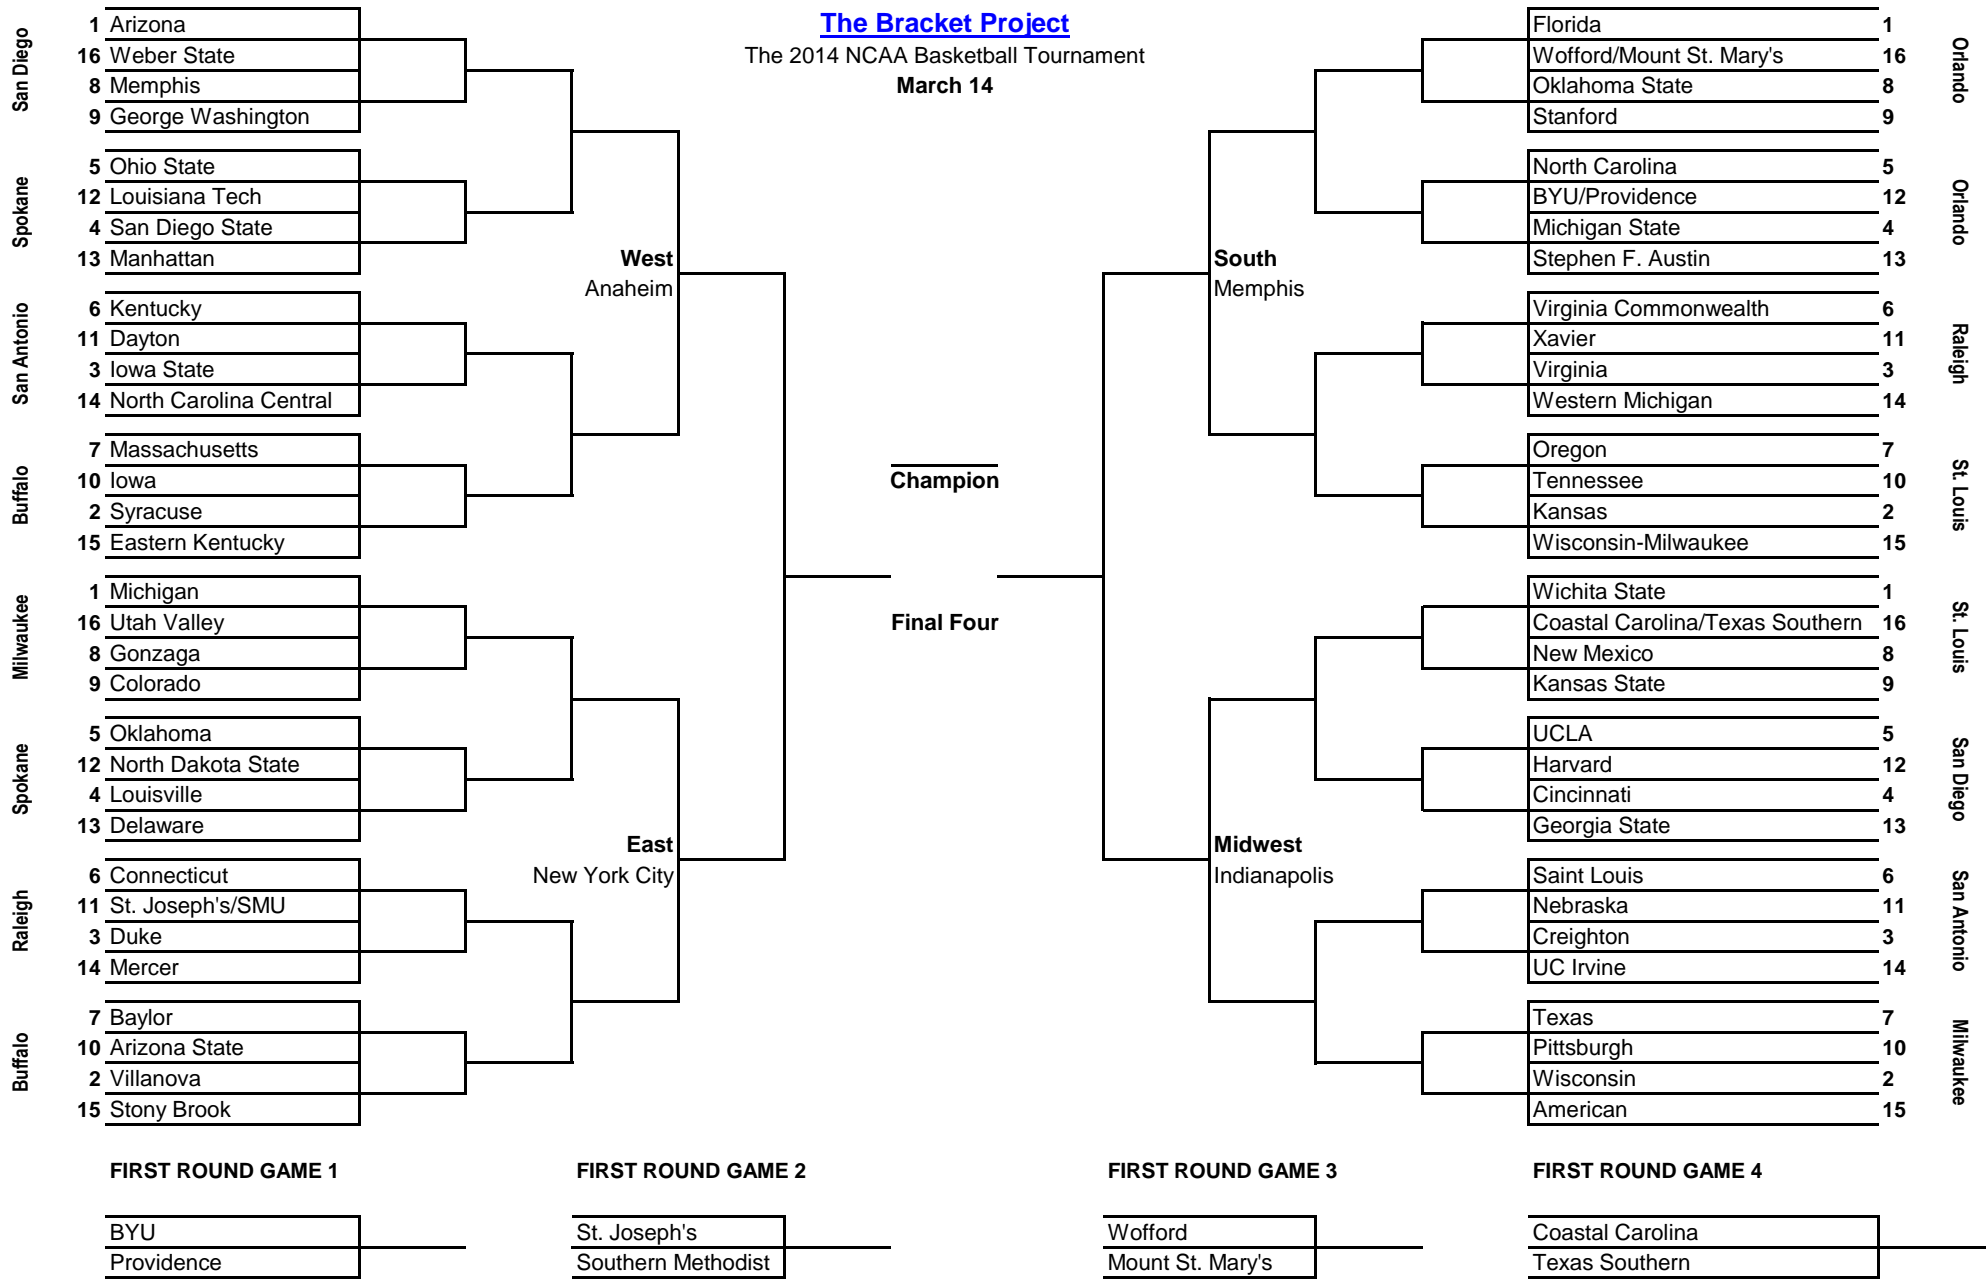 The Bracket Project
The 2014 NCAA Basketball Tournament
March 14
San Diego
1 Arizona
16 Weber State
8 Memphis
9 George Washington
Spokane
5 Ohio State
12 Louisiana Tech
4 San Diego State
13 Manhattan
West
Anaheim
San Antonio
6 Kentucky
11 Dayton
3 Iowa State
14 North Carolina Central
Buffalo
7 Massachusetts
10 Iowa
2 Syracuse
15 Eastern Kentucky
Milwaukee
1 Michigan
16 Utah Valley
8 Gonzaga
9 Colorado
Spokane
5 Oklahoma
12 North Dakota State
4 Louisville
13 Delaware
East
New York City
Raleigh
6 Connecticut
11 St. Joseph's/SMU
3 Duke
14 Mercer
Buffalo
7 Baylor
10 Arizona State
2 Villanova
15 Stony Brook
Champion
Final Four
Florida 1
Wofford/Mount St. Mary's 16
Oklahoma State 8
Stanford 9
Orlando
North Carolina 5
BYU/Providence 12
Michigan State 4
Stephen F. Austin 13
Orlando
South
Memphis
Virginia Commonwealth 6
Xavier 11
Virginia 3
Western Michigan 14
Raleigh
Oregon 7
Tennessee 10
Kansas 2
Wisconsin-Milwaukee 15
St. Louis
Wichita State 1
Coastal Carolina/Texas Southern 16
New Mexico 8
Kansas State 9
St. Louis
UCLA 5
Harvard 12
Cincinnati 4
Georgia State 13
San Diego
Midwest
Indianapolis
Saint Louis 6
Nebraska 11
Creighton 3
UC Irvine 14
San Antonio
Texas 7
Pittsburgh 10
Wisconsin 2
American 15
Milwaukee
FIRST ROUND GAME 1
BYU
Providence
FIRST ROUND GAME 2
St. Joseph's
Southern Methodist
FIRST ROUND GAME 3
Wofford
Mount St. Mary's
FIRST ROUND GAME 4
Coastal Carolina
Texas Southern